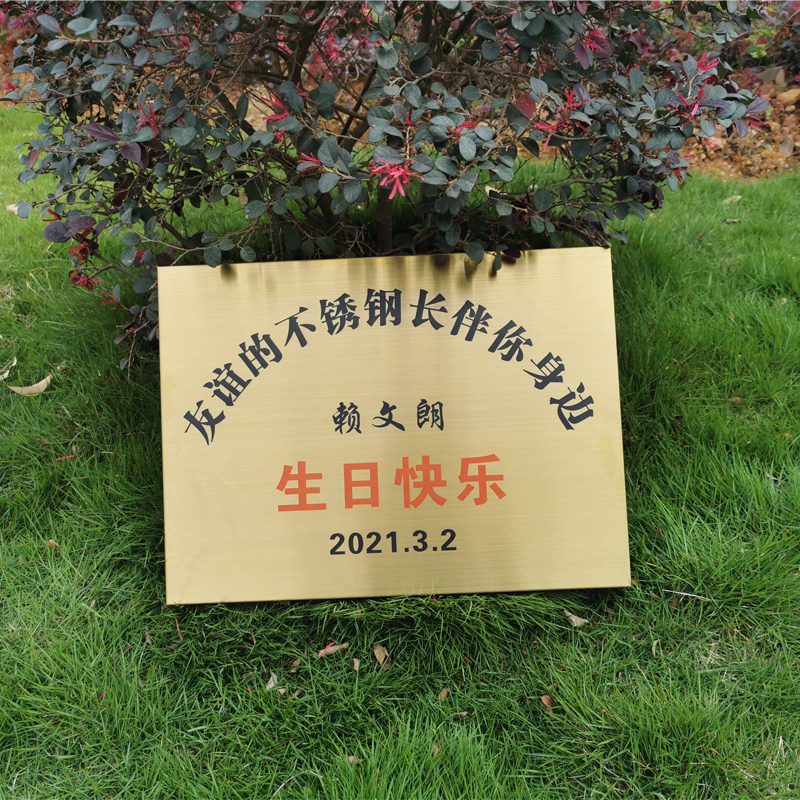 友谊的不锈钢长伴你身边
赖文朗
生日快乐
2021.3.2